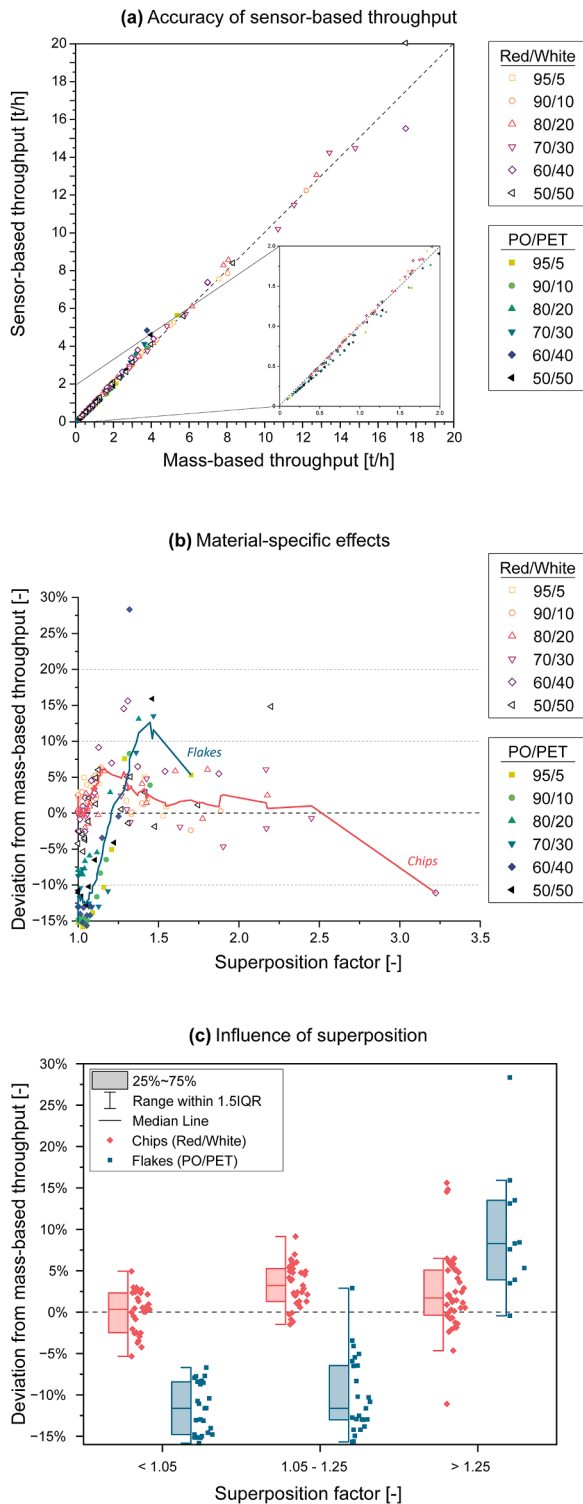 (a) Accuracy of sensor-based throughput
Sensor-based throughput [t/h]
20
18
16
14
12
10
8
6
4
2
0
0 2 4 6 8 10 12 14 16 18 20
Mass-based throughput [t/h]
2.0
1.5
1.0
0.5
0
0 0.5 1.0 1.5 2.0
Red/White
95/5
90/10
80/20
70/30
60/40
50/50
PO/PET
95/5
90/10
80/20
70/30
60/40
50/50
(b) Material-specific effects
Deviation from mass-based throughput [-]
30%
25%
20%
15%
10%
5%
0%
−5%
−10%
−15%
1.0 1.5 2.0 2.5 3.0 3.5
Superposition factor [-]
Flakes
Chips
Red/White
95/5
90/10
80/20
70/30
60/40
50/50
PO/PET
95/5
90/10
80/20
70/30
60/40
50/50
(c) Influence of superposition
Deviation from mass-based throughput [-]
30%
25%
20%
15%
10%
5%
0%
−5%
−10%
−15%
25%~75%
Range within 1.5IQR
Median Line
Chips (Red/White)
Flakes (PO/PET)
< 1.05 1.05 - 1.25 > 1.25
Superposition factor [-]